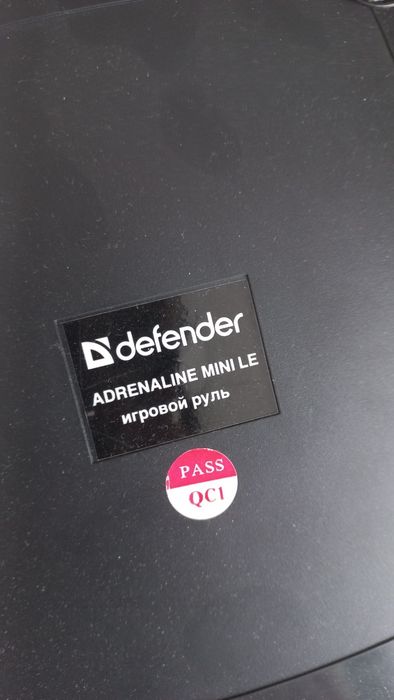 defender
ADRENALINE MINI LE
игровой руль
PASS
QC1